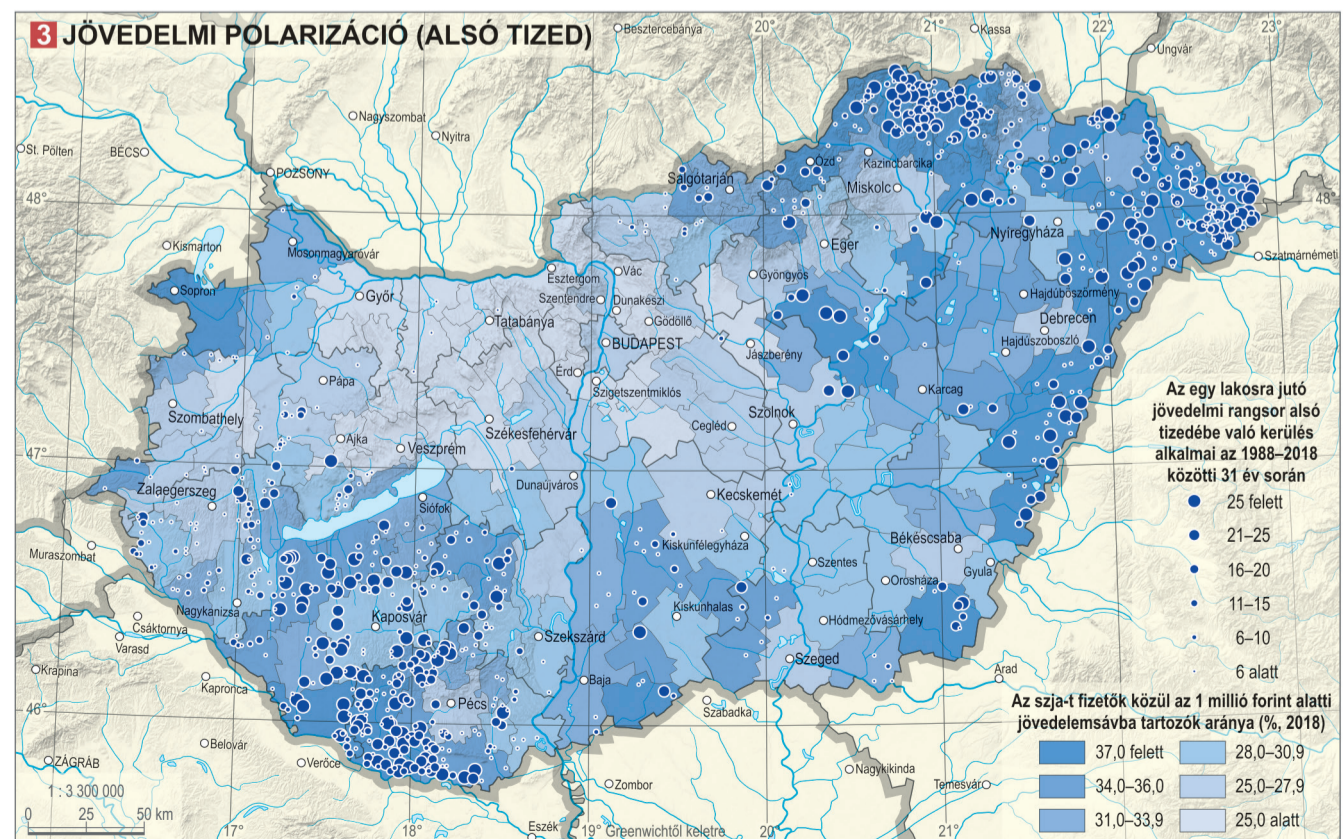 3 JÖVEDELMI POLARIZÁCIÓ (ALSÓ TIZED)
20°
21°
22°
23°
Besztercebánya
Kassa
Ungvár
Nagyszombat
Nyitra
St. Pölten
BÉCS
POZSONY
Ózd
Kazincbarcika
Salgótarján
Miskolc
48°
48°
Kismarton
Mosonmagyaróvár
Eger
Nyíregyháza
Szatmárnémeti
Sopron
Győr
Esztergom
Vác
Gyöngyös
Szentendre
Dunakeszi
Hajdúböszörmény
Tatabánya
Gödöllő
Debrecen
BUDAPEST
Jászberény
Hajdúszoboszló
Pápa
Érd
Szigetszentmiklós
Karcag
Szombathely
Székesfehérvár
Cegléd
Szolnok
Ajka
Veszprém
47°
47°
Zalaegerszeg
Dunaújváros
Kecskemét
Siófok
Muraszombat
Kiskunfélegyháza
Békéscsaba
Szentes
Gyula
Orosháza
Nagykanizsa
Kaposvár
Kiskunhalas
Hódmezővásárhely
Csáktornya
Varasd
Szekszárd
Szeged
Krapina
Kapronca
Baja
Arad
46°
Pécs
Szabadka
Belovár
ZÁGRÁB
Verőce
Zombor
Nagykikinda
Temesvár
Eszék
1 : 3 300 000
0 25 50 km
17°
18°
19° Greenwichtől keletre
20°
21°
Az egy lakosra jutó
jövedelmi rangsor alsó
tizedébe való kerülés
alkalmai az 1988–2018
közötti 31 év során
25 felett
21–25
16–20
11–15
6–10
6 alatt
Az szja-t fizetők közül az 1 millió forint alatti
jövedelemsávba tartozók aránya (%, 2018)
37,0 felett
34,0–36,0
31,0–33,9
28,0–30,9
25,0–27,9
25,0 alatt